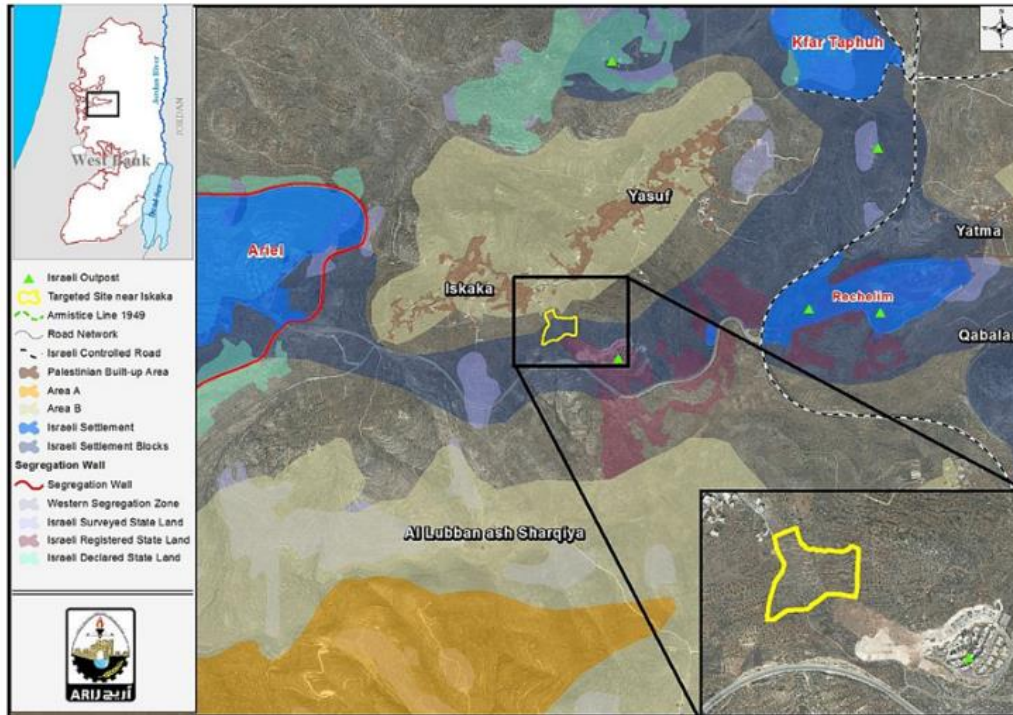 Jordan River
JORDAN
West Bank
Dead Sea
Israeli Outpost
Targeted Site near Iskaka
Armistice Line 1949
Road Network
Israeli Controlled Road
Palestinian Built-up Area
Area A
Area B
Israeli Settlement
Israeli Settlement Blocks
Segregation Wall
Segregation Wall
Western Segregation Zone
Israeli Surveyed State Land
Israeli Registered State Land
Israeli Declared State Land
ARIJ أريج
Kfar Taphuh
Yasuf
Yatma
Ariel
Iskaka
Rechelim
Qabalan
Al Lubban ash Sharqiya